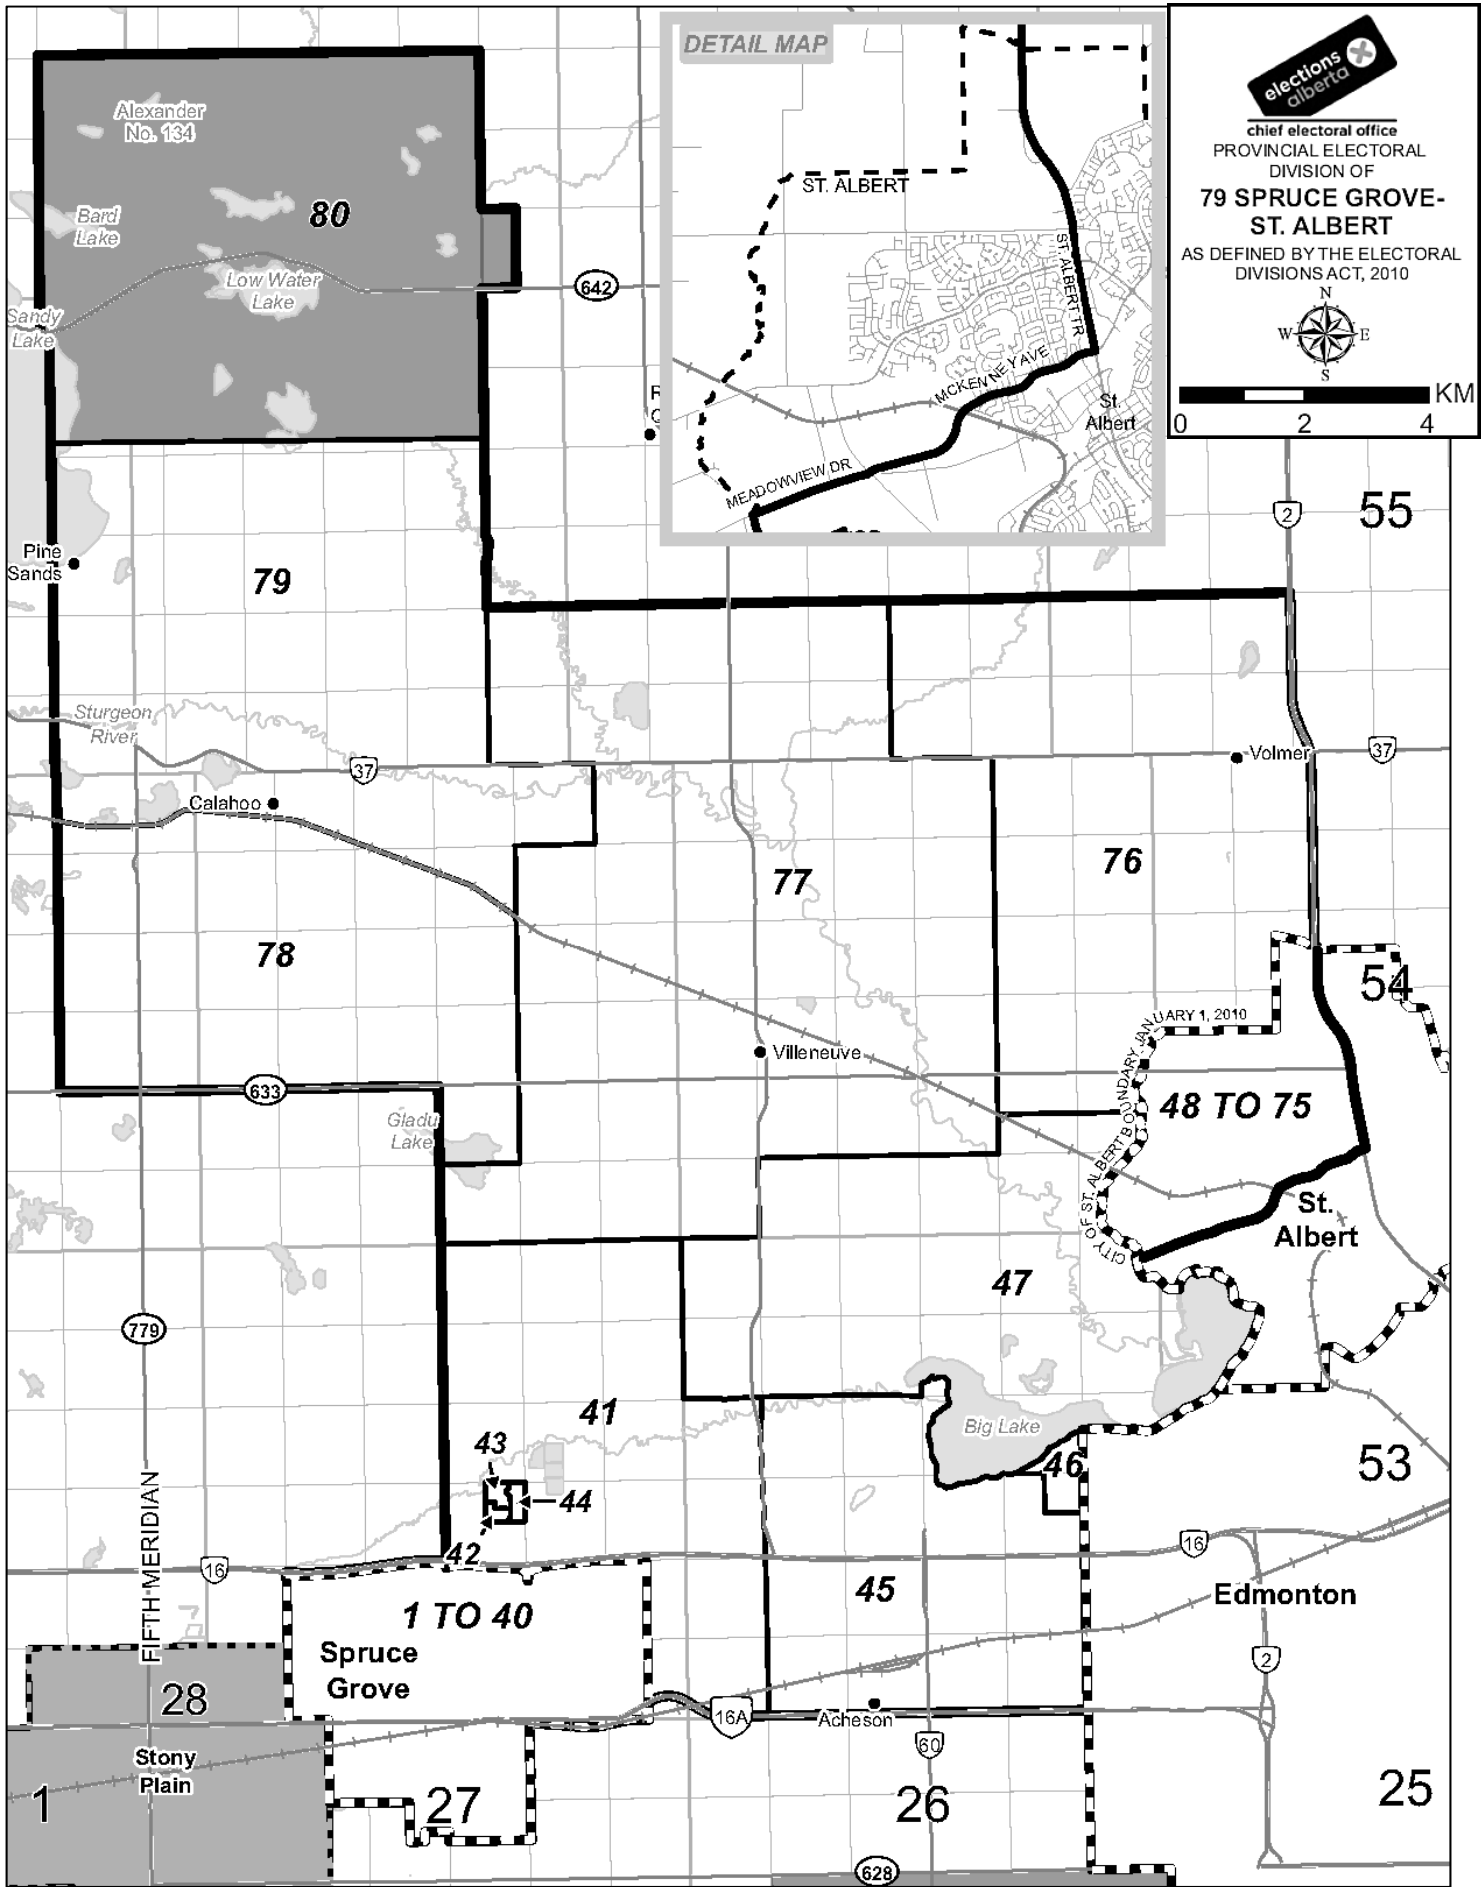 DETAIL MAP
ST. ALBERT
ST. ALBERT TR
MCKENNEY AVE
MEADOWVIEW DR
St.
Albert
elections
alberta
chief electoral office
PROVINCIAL ELECTORAL
DIVISION OF
79 SPRUCE GROVE-
ST. ALBERT
AS DEFINED BY THE ELECTORAL
DIVISIONS ACT, 2010
N
W
E
S
KM
0
2
4
Alexander
No. 134
80
Bard
Lake
Low Water
Lake
Sandy
Lake
642
55
2
Pine
Sands
79
Sturgeon
River
37
Volmer
37
Calahoo
76
77
78
54
CITY OF ST. ALBERT BOUNDARY JANUARY 1, 2010
Villeneuve
633
48 TO 75
Gladu
Lake
St.
Albert
47
779
41
Big Lake
43
46
53
44
FIFTH MERIDIAN
42
16
16
45
Edmonton
1 TO 40
Spruce
Grove
2
28
16A
Acheson
60
Stony
Plain
1
27
26
25
628